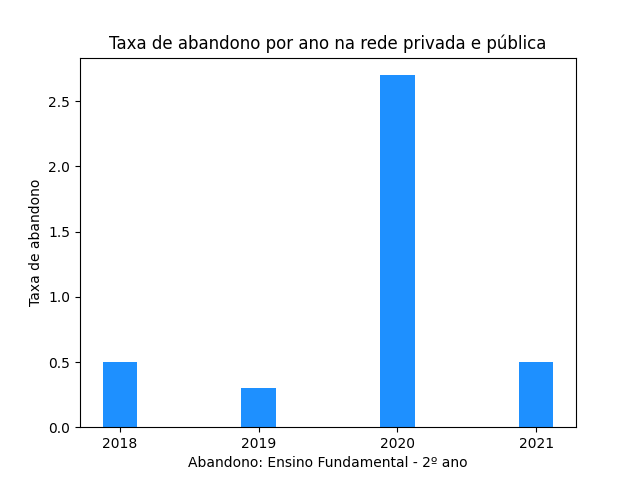 Taxa de abandono por ano na rede privada e pública
Taxa de abandono
2.5
2.0
1.5
1.0
0.5
0.0
2018 2019 2020 2021
Abandono: Ensino Fundamental - 2º ano